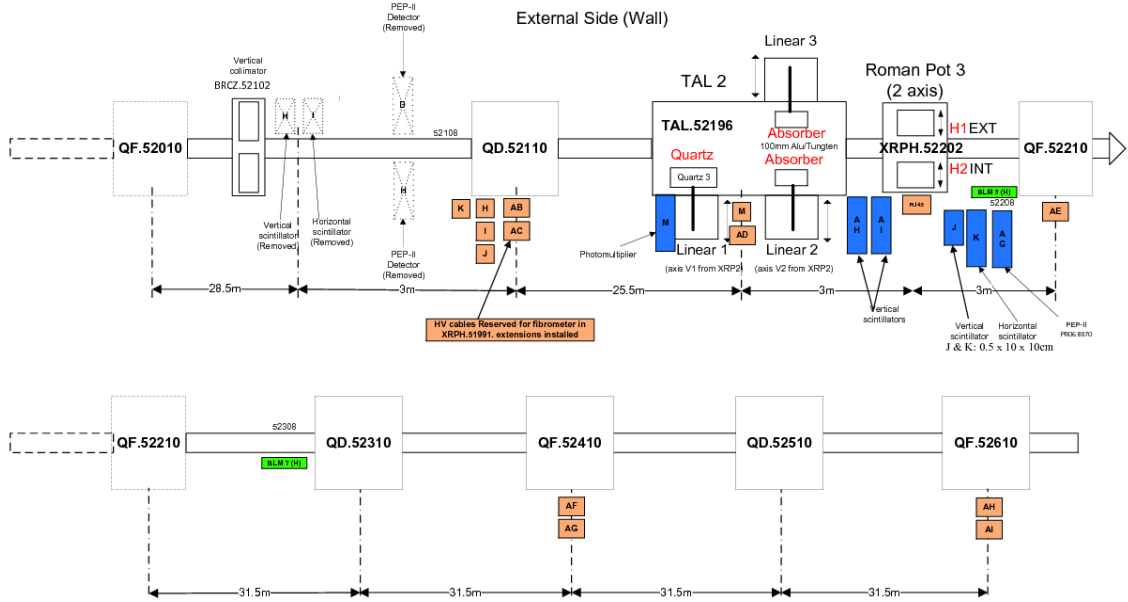 External Side (Wall)
PEP-II
Detector
(Removed)
Vertical
collimator
BRCZ.52102
Linear 3
TAL 2
Roman Pot 3
(2 axis)
H
I
B
52108
QF.52010
QD.52110
TAL.52196
Absorber
100mm Alu/Tungten
Absorber
Quartz
Quartz 3
H1 EXT
XRPH.52202
H2 INT
QF.52210
H
BLM 5 (H)
52208
K
H
AB
I
AC
J
M
M
AD
A
H
A
I
RJ45
J
K
A
G
AE
Vertical
scintillator
(Removed)
Horizontal
scintillator
(Removed)
PEP-II
Detector
(Removed)
Photomultiplier
Linear 1
(axis V1 from XRP2)
Linear 2
(axis V2 from XRP2)
28.5m
3m
25.5m
3m
3m
HV cables Reserved for fibrometer in
XRPH.51991. extensions installed
Vertical
scintillators
Vertical
scintillator
Horizontal
scintillator
PEP-II
J & K: 0.5 x 10 x 10cm
QF.52210
52308
BLM 7 (H)
QD.52310
QF.52410
QD.52510
QF.52610
AF
AG
AH
AI
31.5m
31.5m
31.5m
31.5m